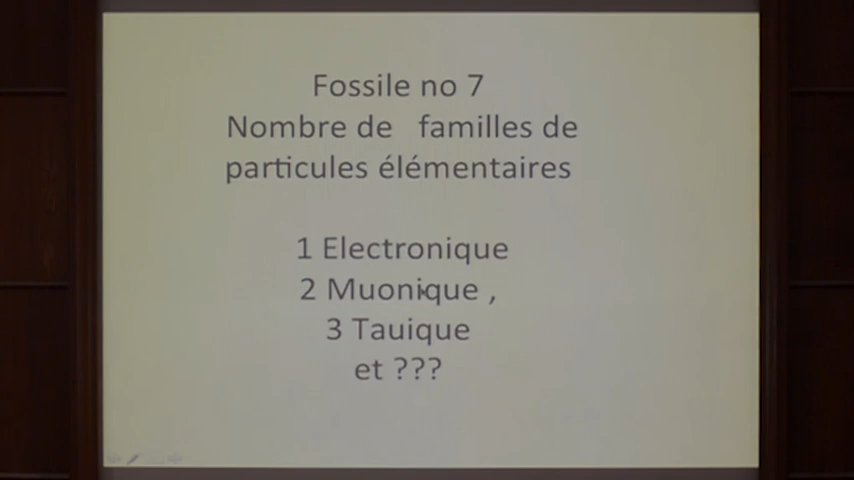 Fossile no 7
Nombre de familles de
particules élémentaires
1 Electronique
2 Muonique ,
3 Tauique
et ???